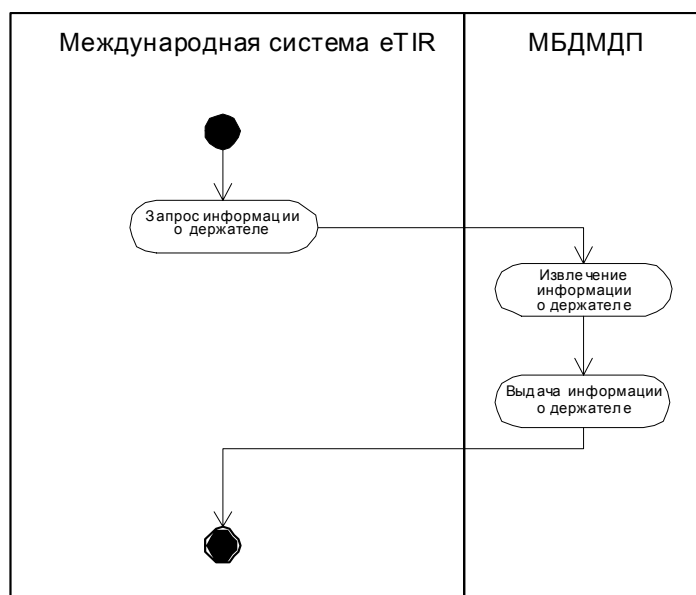 Международная система eTIR
МБДМДП
Запрос информации
о держателе
Извлечение
информации
о держателе
Выдача информации
о держателе